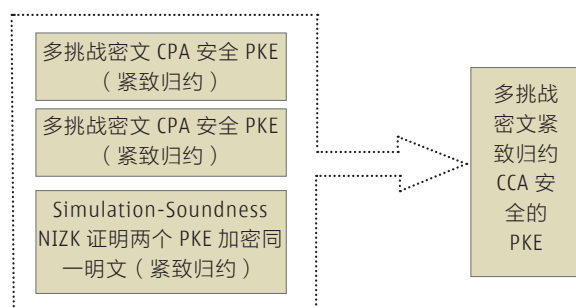 多挑战密文 CPA 安全 PKE
（紧致归约）
多挑战密文 CPA 安全 PKE
（紧致归约）
Simulation-Soundness
NIZK 证明两个 PKE 加密同
一明文（紧致归约）
多挑战
密文紧
致归约
CCA 安
全的
PKE